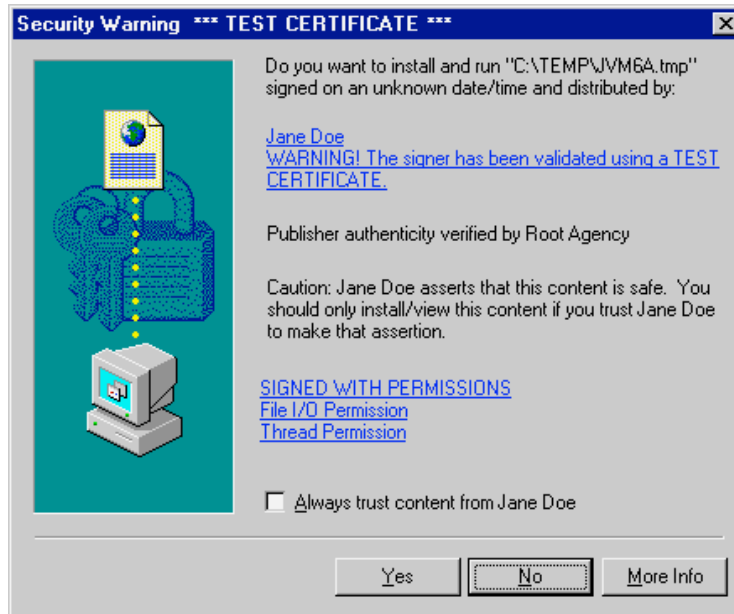 Security Warning *** TEST CERTIFICATE ***
Do you want to install and run "C:\TEMP\JVM6A.tmp"
signed on an unknown date/time and distributed by:
Jane Doe
WARNING! The signer has been validated using a TEST
CERTIFICATE.
Publisher authenticity verified by Root Agency
Caution: Jane Doe asserts that this content is safe. You
should only install/view this content if you trust Jane Doe
to make that assertion.
SIGNED WITH PERMISSIONS
File I/O Permission
Thread Permission
Always trust content from Jane Doe
Yes No More Info